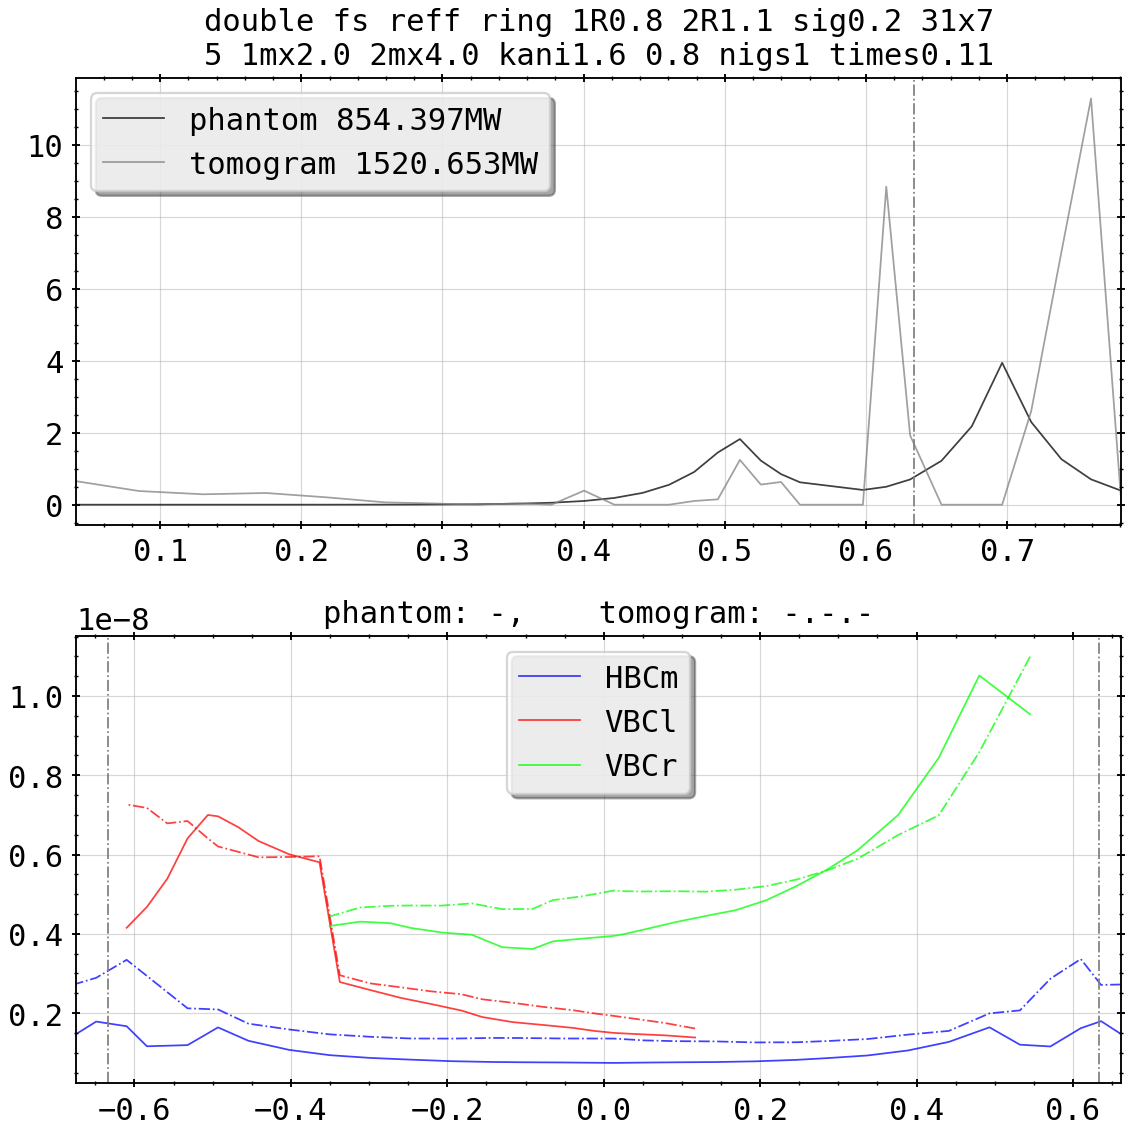 double fs reff ring 1R0.8 2R1.1 sig0.2 31x7
5 1mx2.0 2mx4.0 kani1.6 0.8 nigs1 times0.11
phantom 854.397MW
tomogram 1520.653MW
10
8
6
4
2
0
0.1 0.2 0.3 0.4 0.5 0.6 0.7
1e−8
phantom: -,    tomogram: -.-.-
HBCm
VBCl
VBCr
1.0
0.8
0.6
0.4
0.2
−0.6 −0.4 −0.2 0.0 0.2 0.4 0.6